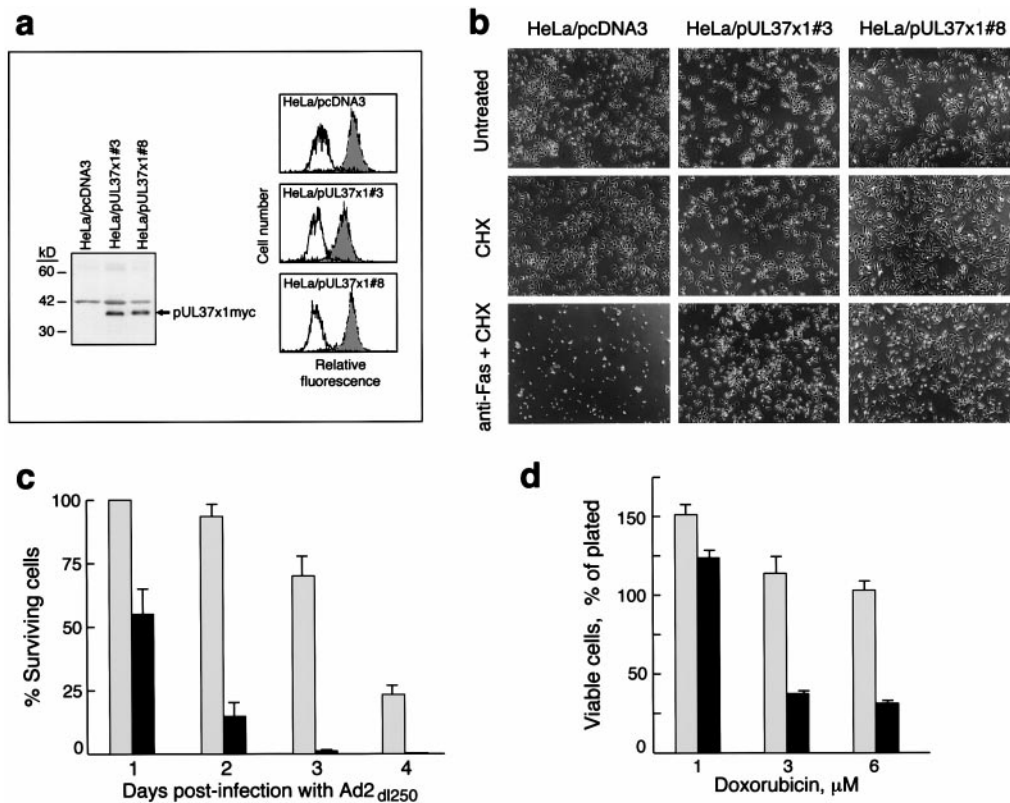 a
HeLa/pcDNA3
HeLa/pUL37x1#3
HeLa/pUL37x1#8
kD
60
42
30
pUL37x1myc
Cell number
HeLa/pcDNA3
HeLa/pUL37x1#3
HeLa/pUL37x1#8
Relative
fluorescence
b
HeLa/pcDNA3 HeLa/pUL37x1#3 HeLa/pUL37x1#8
Untreated
CHX
anti-Fas + CHX
c
% Surviving cells
100
75
50
25
0
1 2 3 4
Days post-infection with Ad2dl250
d
Viable cells, % of plated
150
100
50
0
1 3 6
Doxorubicin, μM